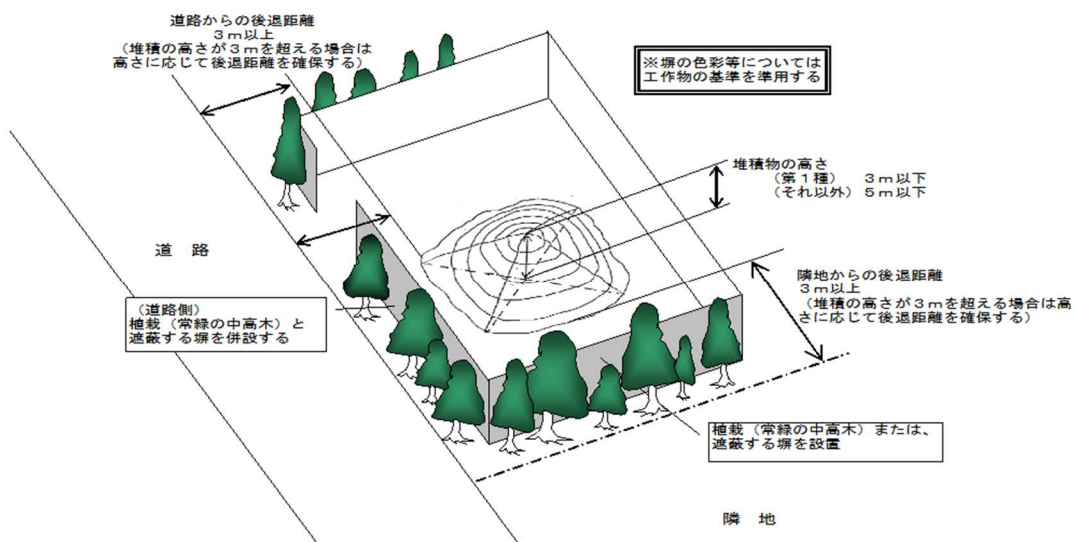 道路からの後退距離
３ｍ以上
（堆積の高さが３ｍを超える場合は
高さに応じて後退距離を確保する）
※塀の色彩等については
工作物の基準を準用する
堆積物の高さ
（第１種）　３ｍ以下
（それ以外）５ｍ以下
道　路
隣地からの後退距離
３ｍ以上
（堆積の高さが３ｍを超える場合は高
さに応じて後退距離を確保する）
（道路側）
植栽（常緑の中高木）と
遮蔽する塀を併設する
植栽（常緑の中高木）または、
遮蔽する塀を設置
隣　地